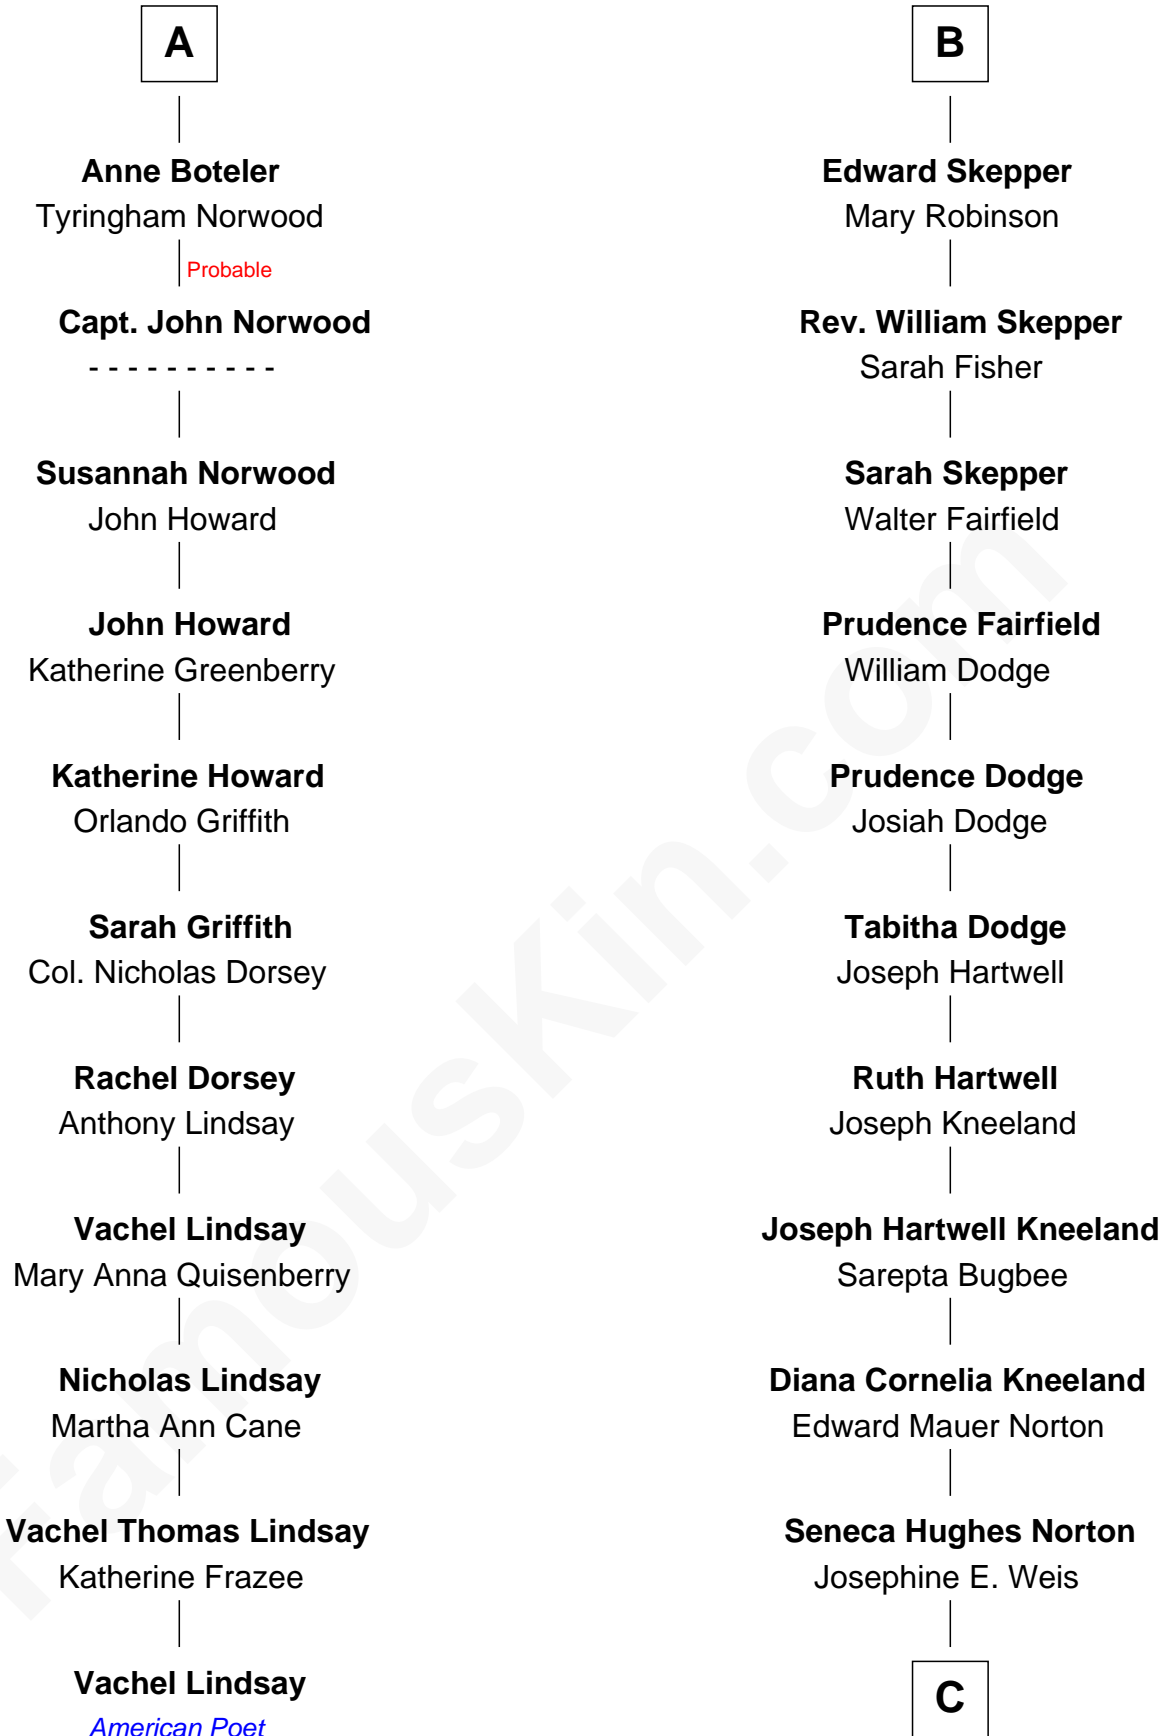 A
Anne Boteler
Tyringham Norwood
Probable
Capt. John Norwood
- - - - - - - - - -
Susannah Norwood
John Howard
John Howard
Katherine Greenberry
Katherine Howard
Orlando Griffith
Sarah Griffith
Col. Nicholas Dorsey
Rachel Dorsey
Anthony Lindsay
Vachel Lindsay
Mary Anna Quisenberry
Nicholas Lindsay
Martha Ann Cane
Vachel Thomas Lindsay
Katherine Frazee
Vachel Lindsay
American Poet
B
Edward Skepper
Mary Robinson
Rev. William Skepper
Sarah Fisher
Sarah Skepper
Walter Fairfield
Prudence Fairfield
William Dodge
Prudence Dodge
Josiah Dodge
Tabitha Dodge
Joseph Hartwell
Ruth Hartwell
Joseph Kneeland
Joseph Hartwell Kneeland
Sarepta Bugbee
Diana Cornelia Kneeland
Edward Mauer Norton
Seneca Hughes Norton
Josephine E. Weis
C
FamousKin.com